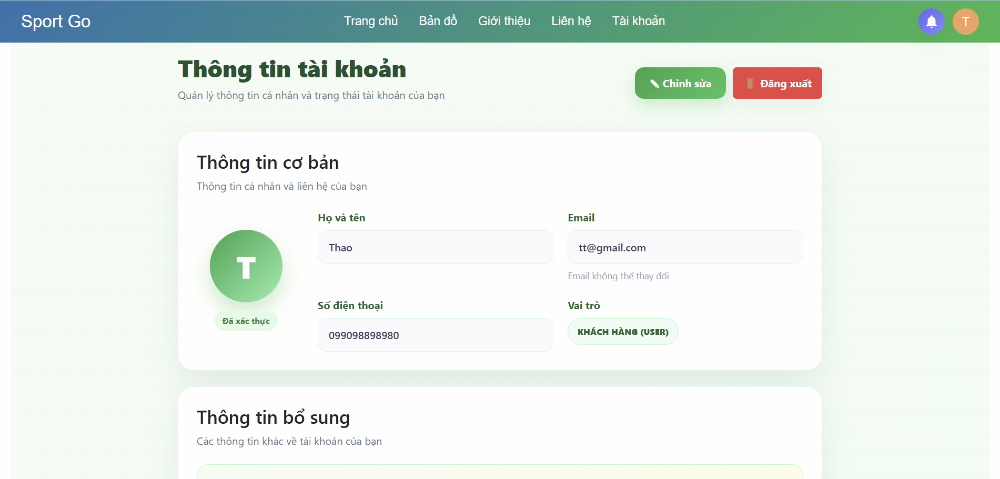 Sport Go
Trang chủ
Bản đồ
Giới thiệu
Liên hệ
Tài khoản
T
Thông tin tài khoản
Quản lý thông tin cá nhân và trạng thái tài khoản của bạn
Chỉnh sửa
Đăng xuất
Thông tin cơ bản
Thông tin cá nhân và liên hệ của bạn
T
Đã xác thực
Họ và tên
Thao
Email
tt@gmail.com
Email không thể thay đổi
Số điện thoại
099098898980
Vai trò
KHÁCH HÀNG (USER)
Thông tin bổ sung
Các thông tin khác về tài khoản của bạn